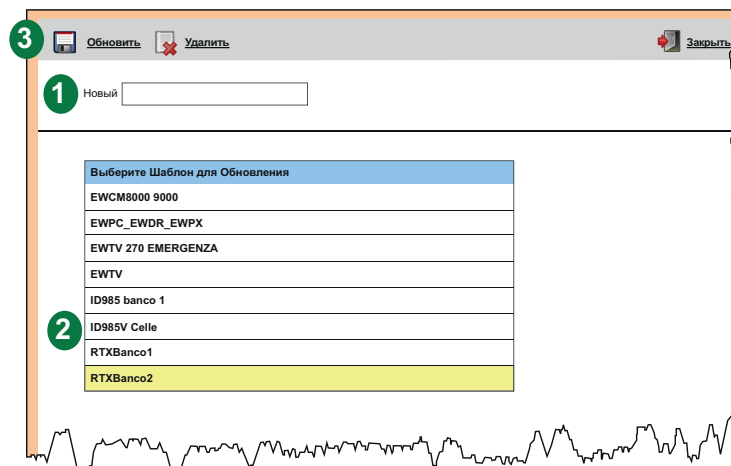 3 Обновить Удалить Закрыть
1 Новый
Выберите Шаблон для Обновления
EWCM8000 9000
EWPC_EWDR_EWPX
EWTV 270 EMERGENZA
EWTV
ID985 banco 1
2 ID985V Celle
RTXBanco1
RTXBanco2